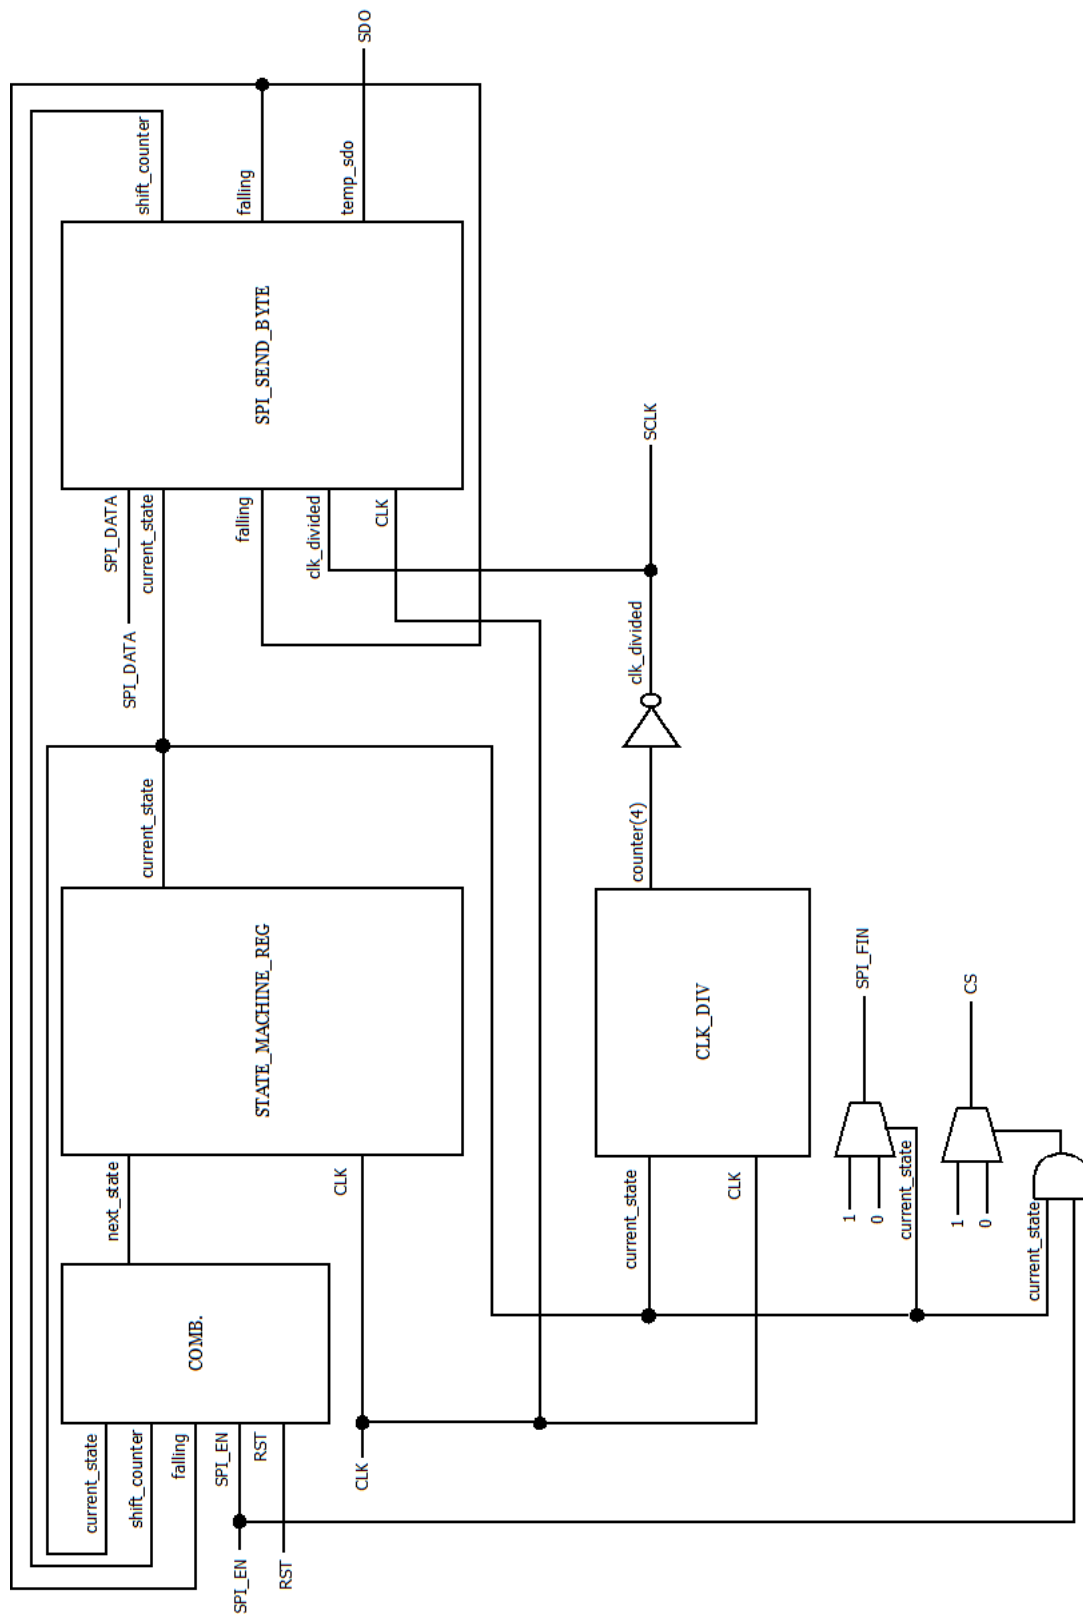 current_state
shift_counter
falling
SPI_EN
RST
SPI_EN
RST
COMB.
next_state
CLK
CLK
STATE_MACHINE_REG
current_state
SPI_DATA
SPI_DATA
current_state
falling
clk_divided
CLK
SPI_SEND_BYTE
shift_counter
falling
temp_sdo
SDO
current_state
CLK
CLK_DIV
counter(4)
clk_divided
SCLK
1
0
current_state
SPI_FIN
1
0
current_state
CS